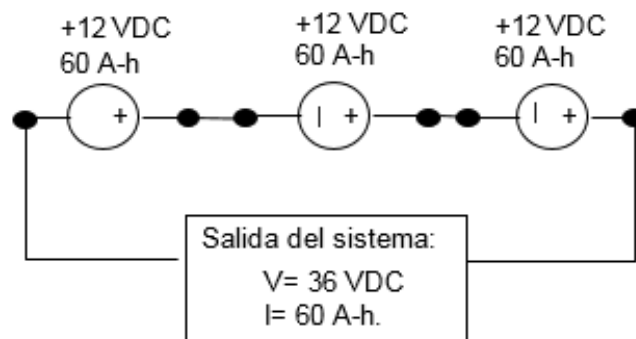 +12 VDC
60 A-h
+12 VDC
60 A-h
+12 VDC
60 A-h
+
| +
| +
Salida del sistema:
V= 36 VDC
I= 60 A-h.